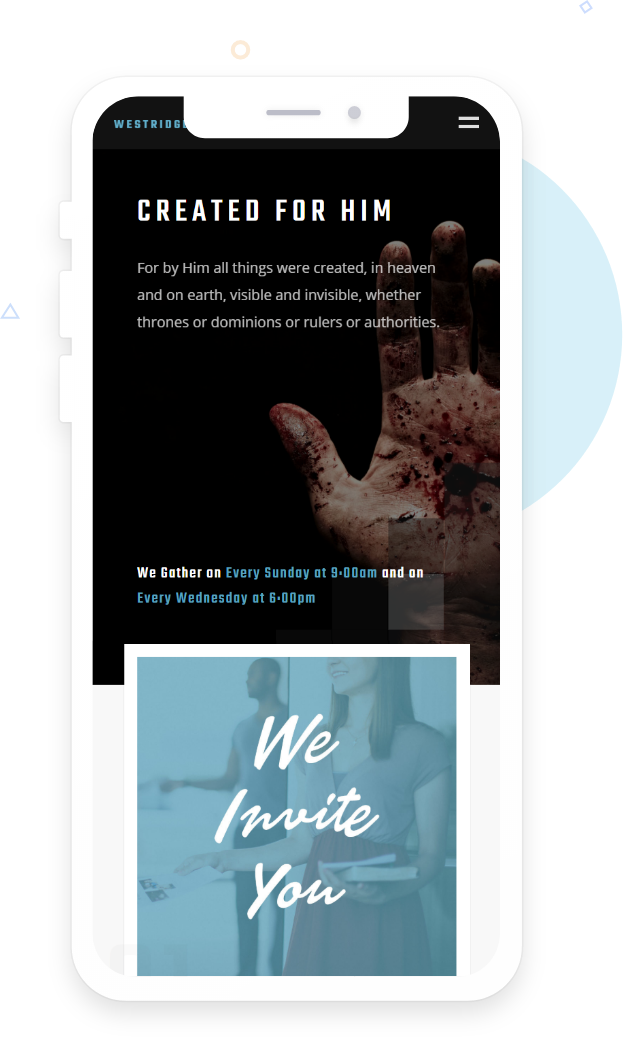 CREATED FOR HIM
For by Him all things were created, in heaven
and on earth, visible and invisible, whether
thrones or dominions or rulers or authorities.
We Gather on Every Sunday at 9:00am and on
Every Wednesday at 6:00pm
We
Invite
You